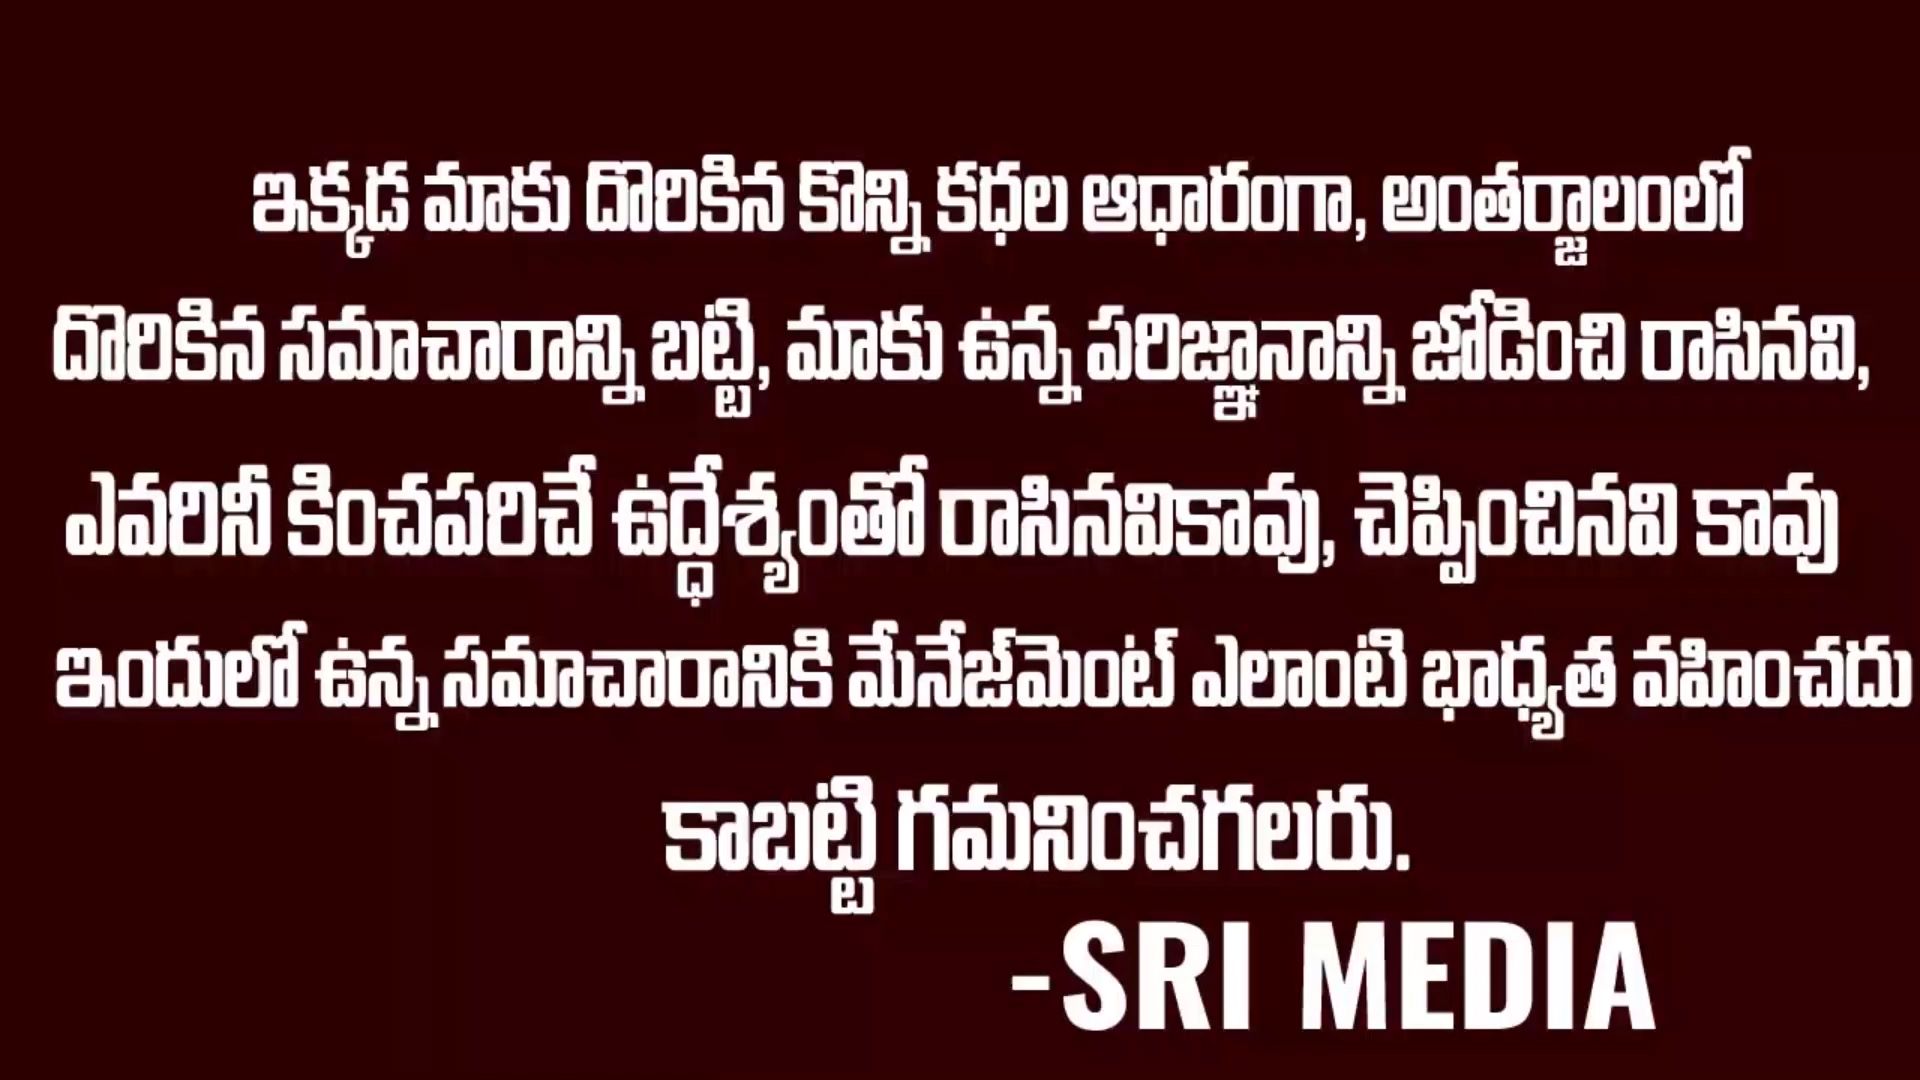 ఇక్కడ మాకు దొరికిన కొన్ని కధల ఆధారంగా, అంతర్జాలంలో
దొరికిన సమాచారాన్ని బట్టి, మాకు ఉన్న పరిజ్ఞానాన్ని జోడించి రాసినవి,
ఎవరినీ కించపరిచే ఉద్ధేశ్యంతో రాసినవికావు, చెప్పించినవి కావు
ఇందులో ఉన్న సమాచారానికి మేనేజ్‌మెంట్ ఎలాంటి భాధ్యత వహించదు
కాబట్టి గమనించగలరు.
-SRI MEDIA